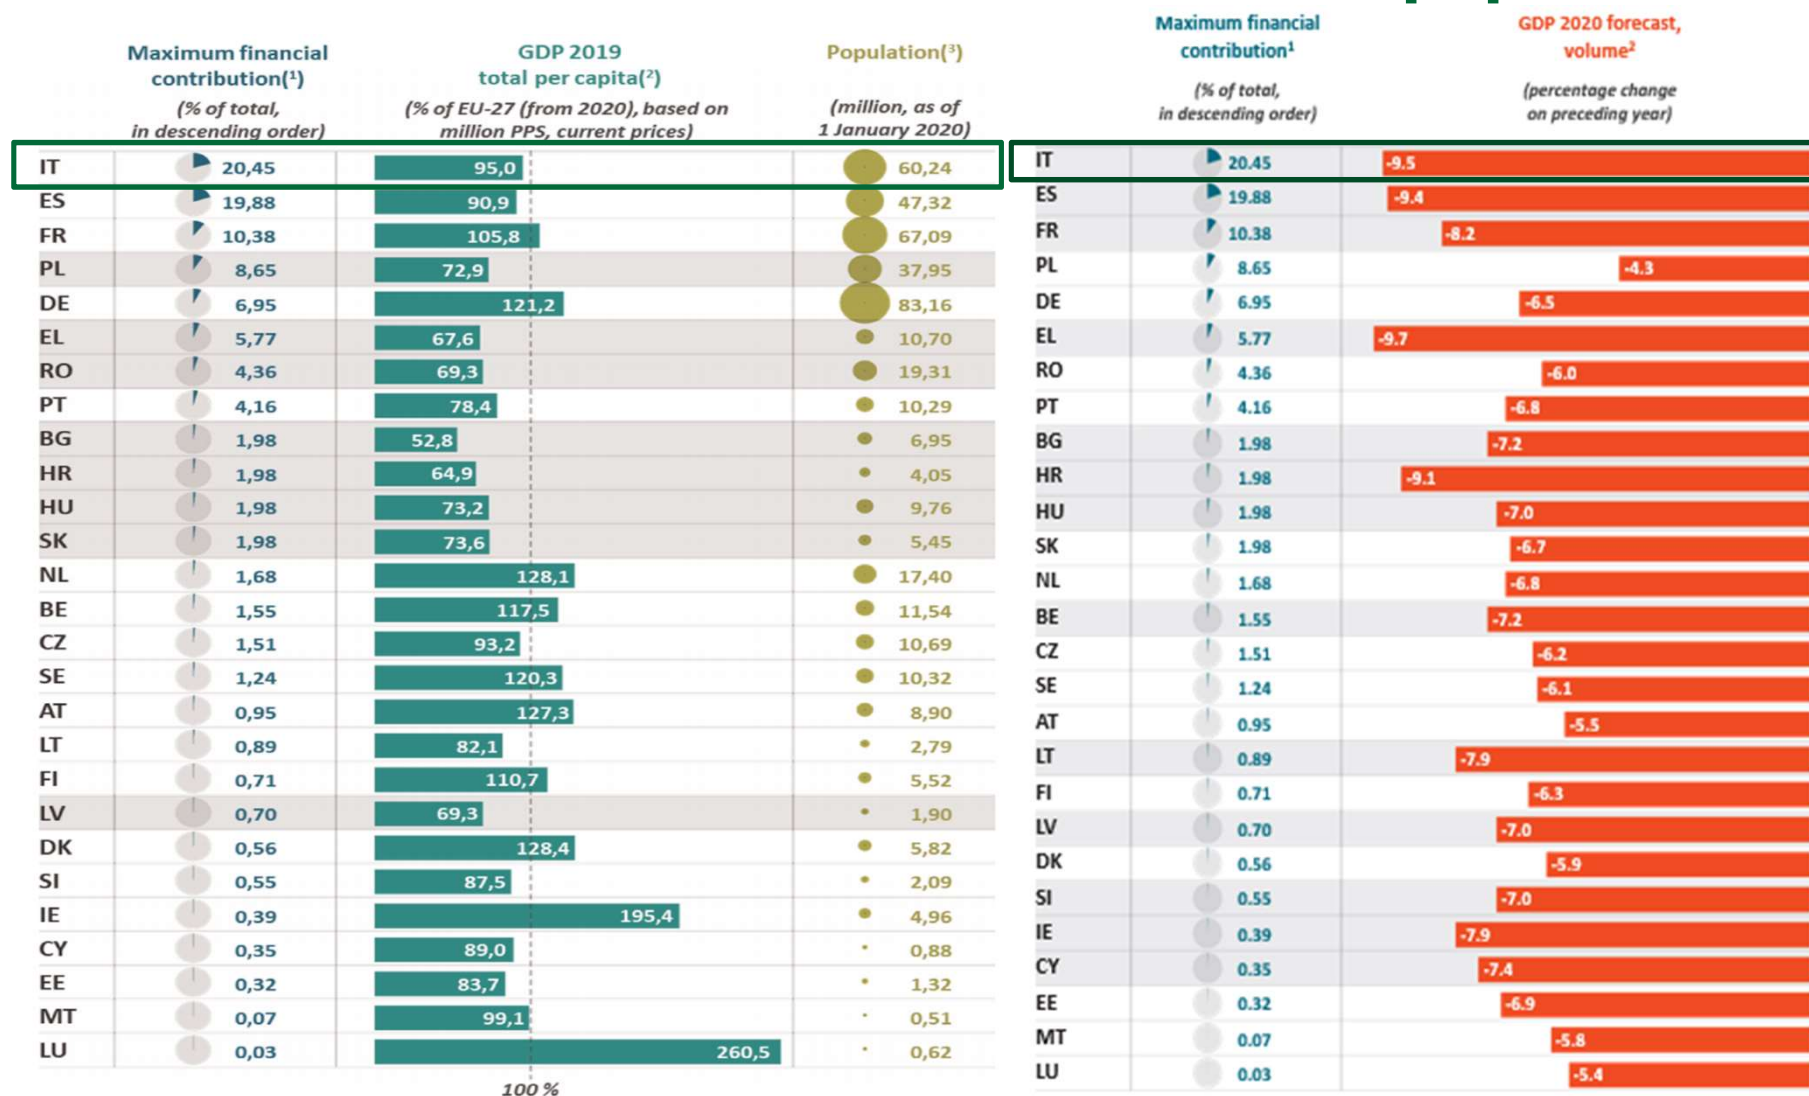 Maximum financial
contribution(¹)
(% of total,
in descending order)
GDP 2019
total per capita(²)
(% of EU-27 (from 2020), based on
million PPS, current prices)
Population(³)
(million, as of
1 January 2020)
IT 20,45 95,0 60,24
ES 19,88 90,9 47,32
FR 10,38 105,8 67,09
PL 8,65 72,9 37,95
DE 6,95 121,2 83,16
EL 5,77 67,6 10,70
RO 4,36 69,3 19,31
PT 4,16 78,4 10,29
BG 1,98 52,8 6,95
HR 1,98 64,9 4,05
HU 1,98 73,2 9,76
SK 1,98 73,6 5,45
NL 1,68 128,1 17,40
BE 1,55 117,5 11,54
CZ 1,51 93,2 10,69
SE 1,24 120,3 10,32
AT 0,95 127,3 8,90
LT 0,89 82,1 2,79
FI 0,71 110,7 5,52
LV 0,70 69,3 1,90
DK 0,56 128,4 5,82
SI 0,55 87,5 2,09
IE 0,39 195,4 4,96
CY 0,35 89,0 0,88
EE 0,32 83,7 1,32
MT 0,07 99,1 0,51
LU 0,03 260,5 0,62
100 %
Maximum financial
contribution¹
(% of total,
in descending order)
GDP 2020 forecast,
volume²
(percentage change
on preceding year)
IT 20.45 -9.5
ES 19.88 -9.4
FR 10.38 -8.2
PL 8.65 -4.3
DE 6.95 -6.5
EL 5.77 -9.7
RO 4.36 -6.0
PT 4.16 -6.8
BG 1.98 -7.2
HR 1.98 -9.1
HU 1.98 -7.0
SK 1.98 -6.7
NL 1.68 -6.8
BE 1.55 -7.2
CZ 1.51 -6.2
SE 1.24 -6.1
AT 0.95 -5.5
LT 0.89 -7.9
FI 0.71 -6.3
LV 0.70 -7.0
DK 0.56 -5.9
SI 0.55 -7.0
IE 0.39 -7.9
CY 0.35 -7.4
EE 0.32 -6.9
MT 0.07 -5.8
LU 0.03 -5.4